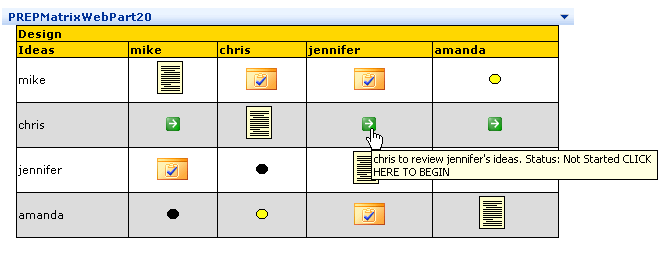 PREPMatrixWebPart20
Design
Ideas mike chris jennifer amanda
mike
chris
chris to review jennifer's ideas. Status: Not Started CLICK
HERE TO BEGIN
jennifer
amanda